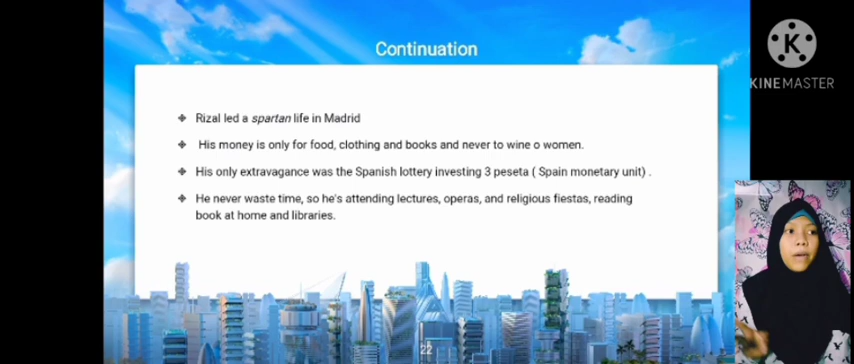 Continuation
K
KINEMASTER
Rizal led a spartan life in Madrid
His money is only for food, clothing and books and never to wine o women.
His only extravagance was the Spanish lottery investing 3 peseta ( Spain monetary unit) .
He never waste time, so he's attending lectures, operas, and religious fiestas, reading
book at home and libraries.
22